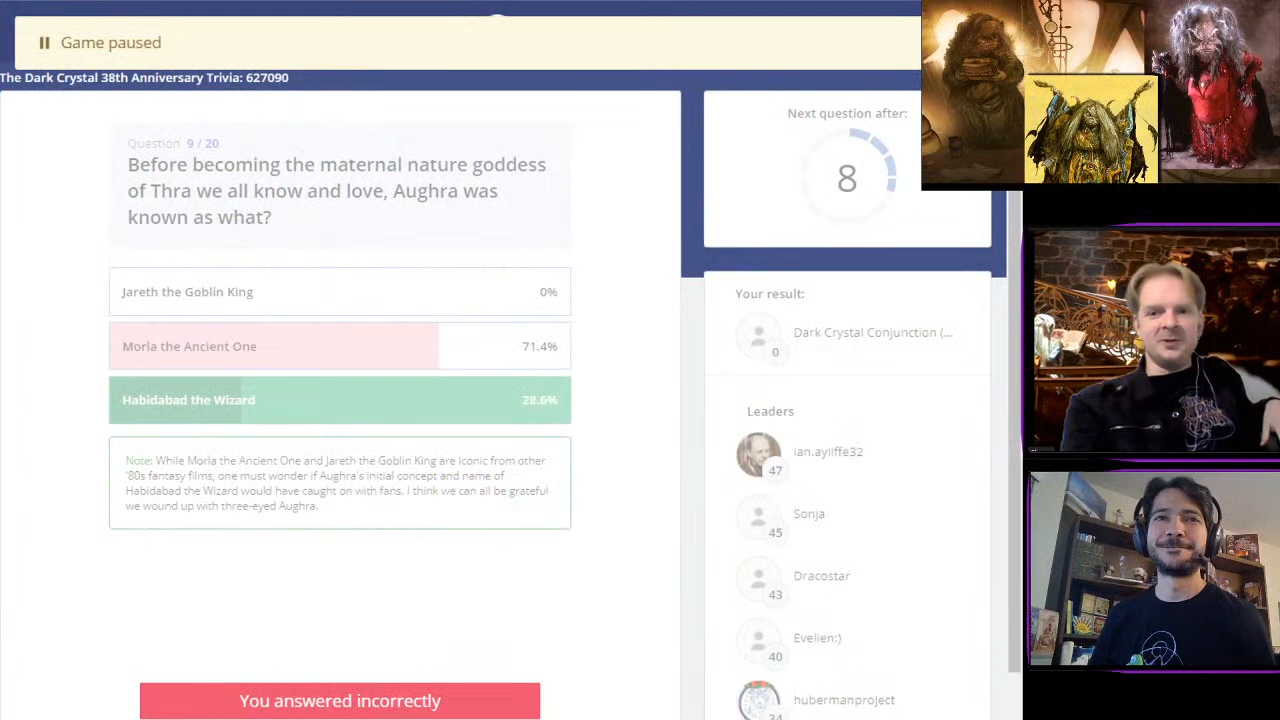 Game paused
The Dark Crystal 38th Anniversary Trivia: 627090
Question 9 / 20
Before becoming the maternal nature goddess
of Thra we all know and love, Aughra was
known as what?
Jareth the Goblin King 0%
Morla the Ancient One 71.4%
Habidabad the Wizard 28.6%
Note: While Morla the Ancient One and Jareth the Goblin King are iconic from other
'80s fantasy films, one must wonder if Aughra's initial concept and name of
Habidabad the Wizard would have caught on with fans. I think we can all be grateful
we wound up with three-eyed Aughra.
You answered incorrectly
Next question after:
8
Your result:
Dark Crystal Conjunction (...
0
Leaders
ian.ayliffe32
47
Sonja
45
Dracostar
43
Evelien:)
40
hubermanproject
34